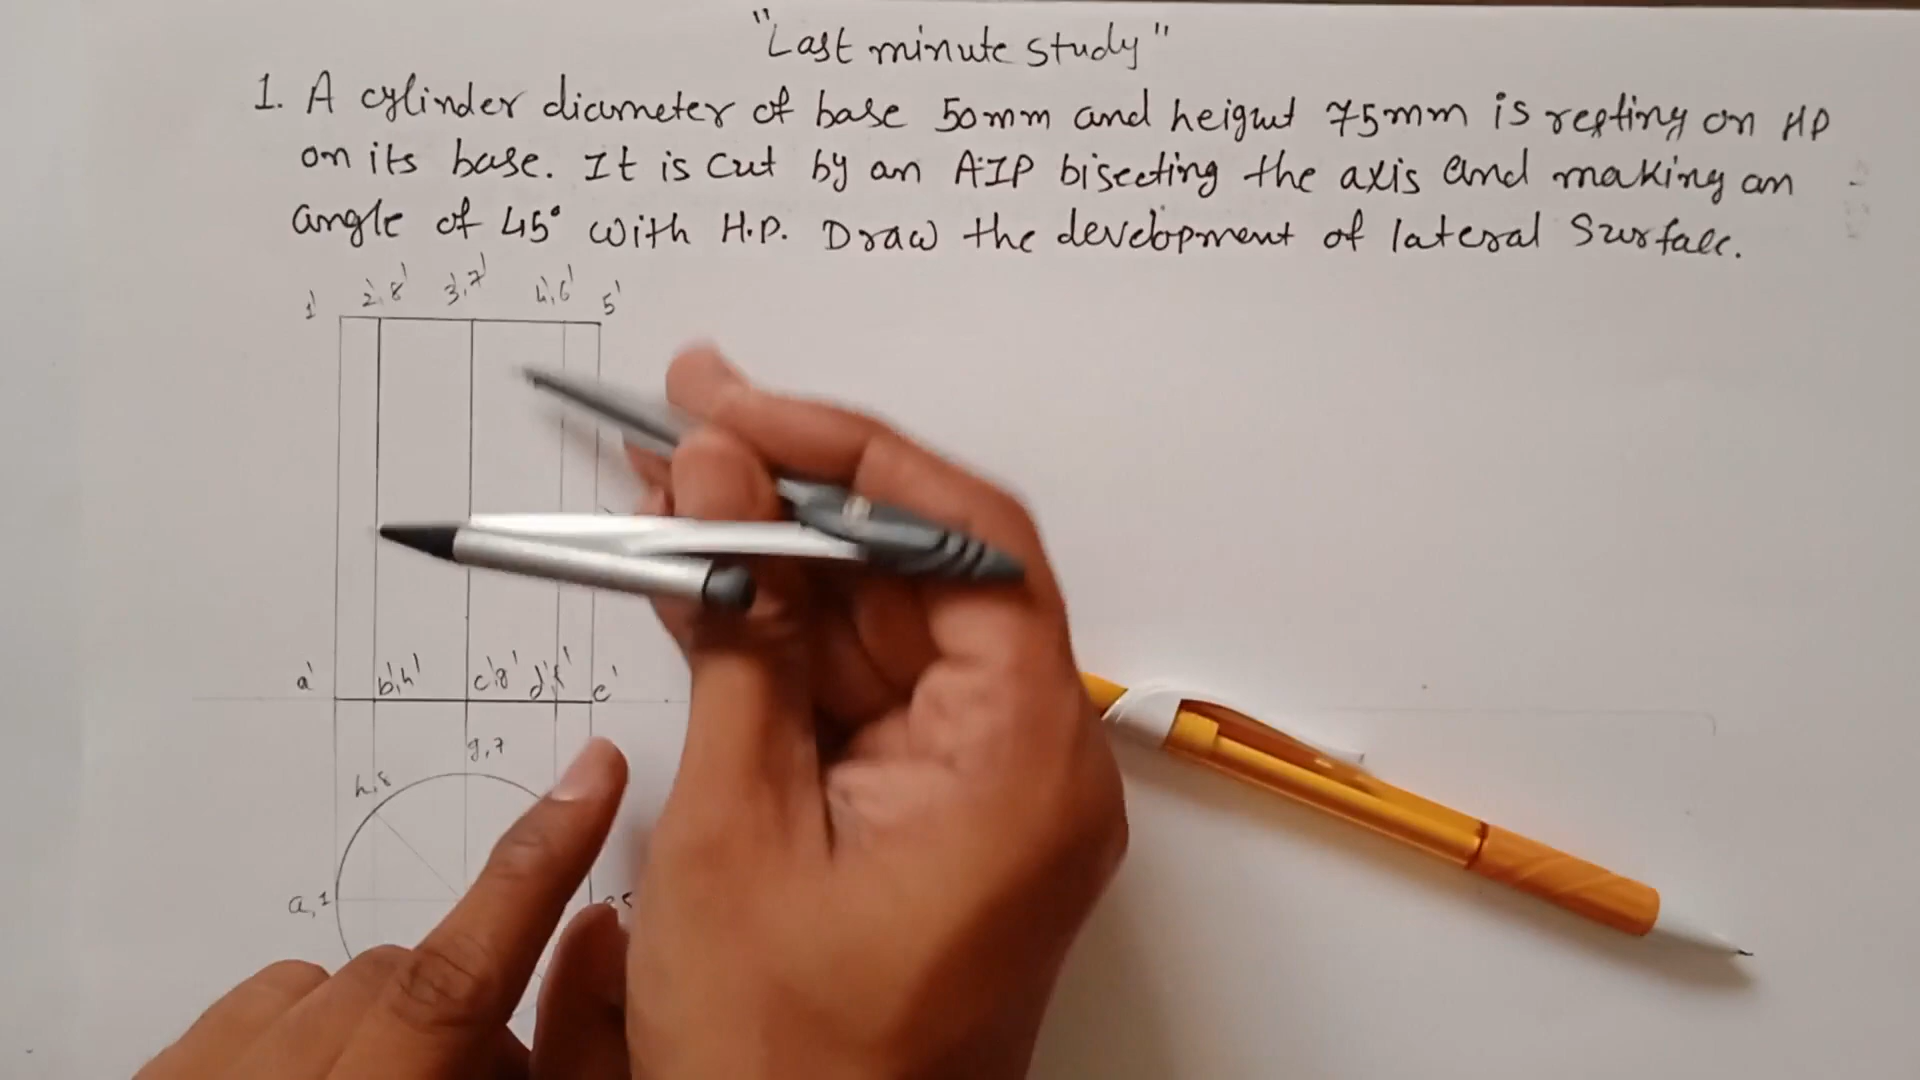 "Last minute study"
1. A cylinder diameter of base 50mm and height 75mm is resting on HP
on its base. It is cut by an AIP bisecting the axis and making an
angle of 45° with H.P. Draw the development of lateral Surface.
1' 2',8' 3',7' 4',6' 5'
a' b',h' c',g' d',f' e'
g,7
h,8
a,1